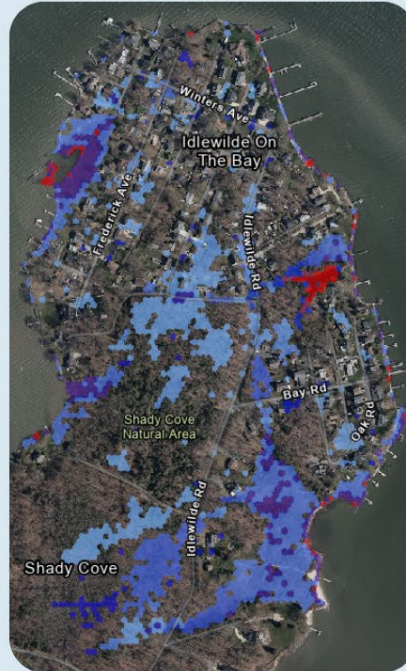 Winters Ave
Idlewilde On
The Bay
Frederick Ave
Idlewilde Rd
Bay Rd
Oak Rd
Shady Cove
Natural Area
Idlewilde Rd
Shady Cove